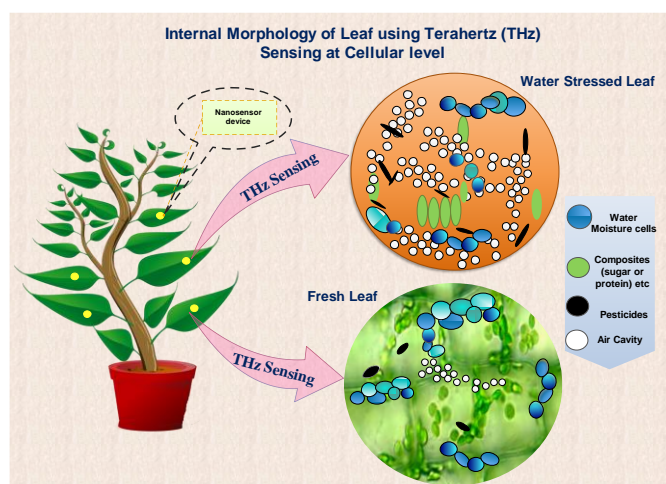 Internal Morphology of Leaf using Terahertz (THz)
Sensing at Cellular level
Water Stressed Leaf
Nanosensor
device
THz Sensing
Water
Moisture cells
Composites
(sugar or
protein) etc
Pesticides
Air Cavity
Fresh Leaf
THz Sensing